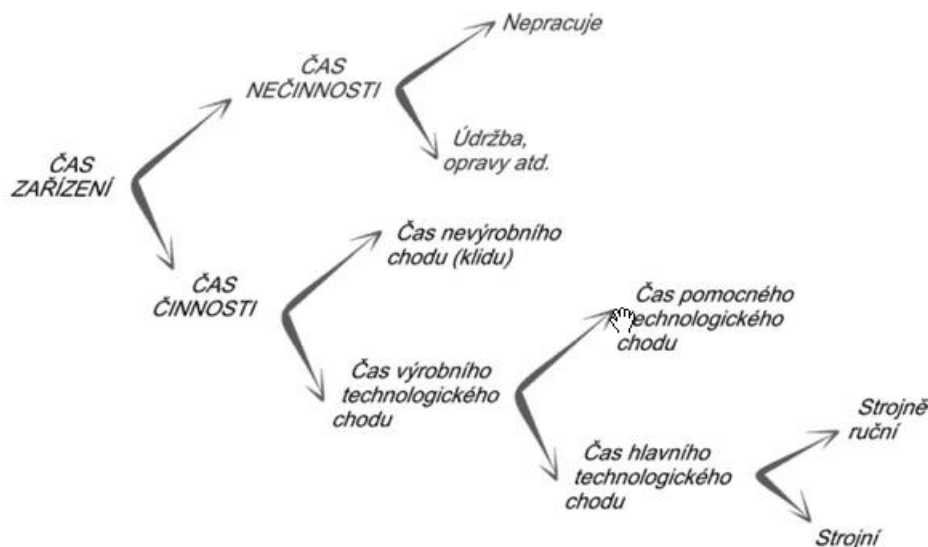 Nepracuje
ČAS
NEČINNOSTI
Údržba,
opravy atd.
ČAS
ZAŘÍZENÍ
Čas nevýrobního
chodu (klidu)
ČAS
ČINNOSTI
Čas pomocného
technologického
chodu
Čas výrobního
technologického
chodu
Strojně
ruční
Čas hlavního
technologického
chodu
Strojní